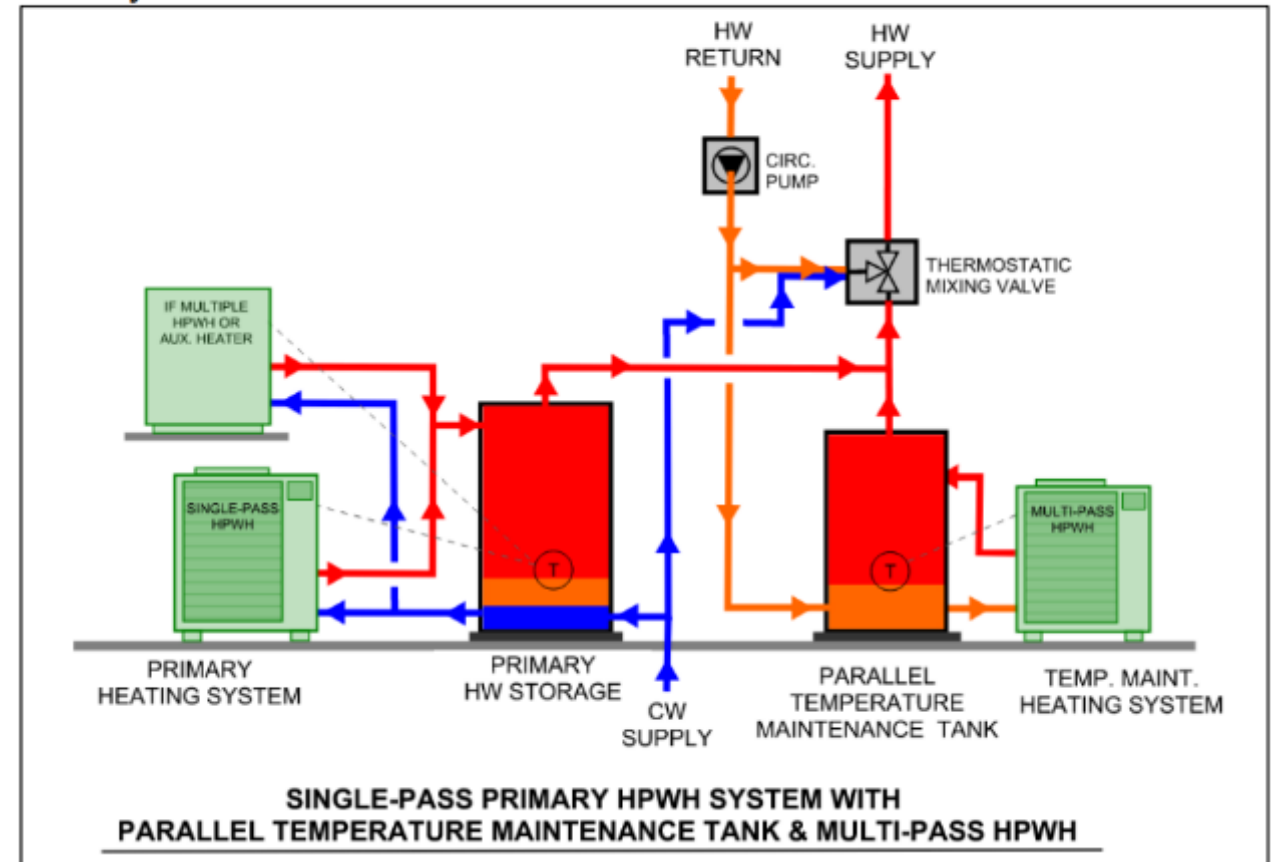 HW
RETURN
HW
SUPPLY
CIRC.
PUMP
THERMOSTATIC
MIXING VALVE
IF MULTIPLE
HPWH OR
AUX. HEATER
SINGLE-PASS
HPWH
T
T
MULTI-PASS
HPWH
PRIMARY
HEATING SYSTEM
PRIMARY
HW STORAGE
CW
SUPPLY
PARALLEL
TEMPERATURE
MAINTENANCE TANK
TEMP. MAINT.
HEATING SYSTEM
SINGLE-PASS PRIMARY HPWH SYSTEM WITH
PARALLEL TEMPERATURE MAINTENANCE TANK & MULTI-PASS HPWH